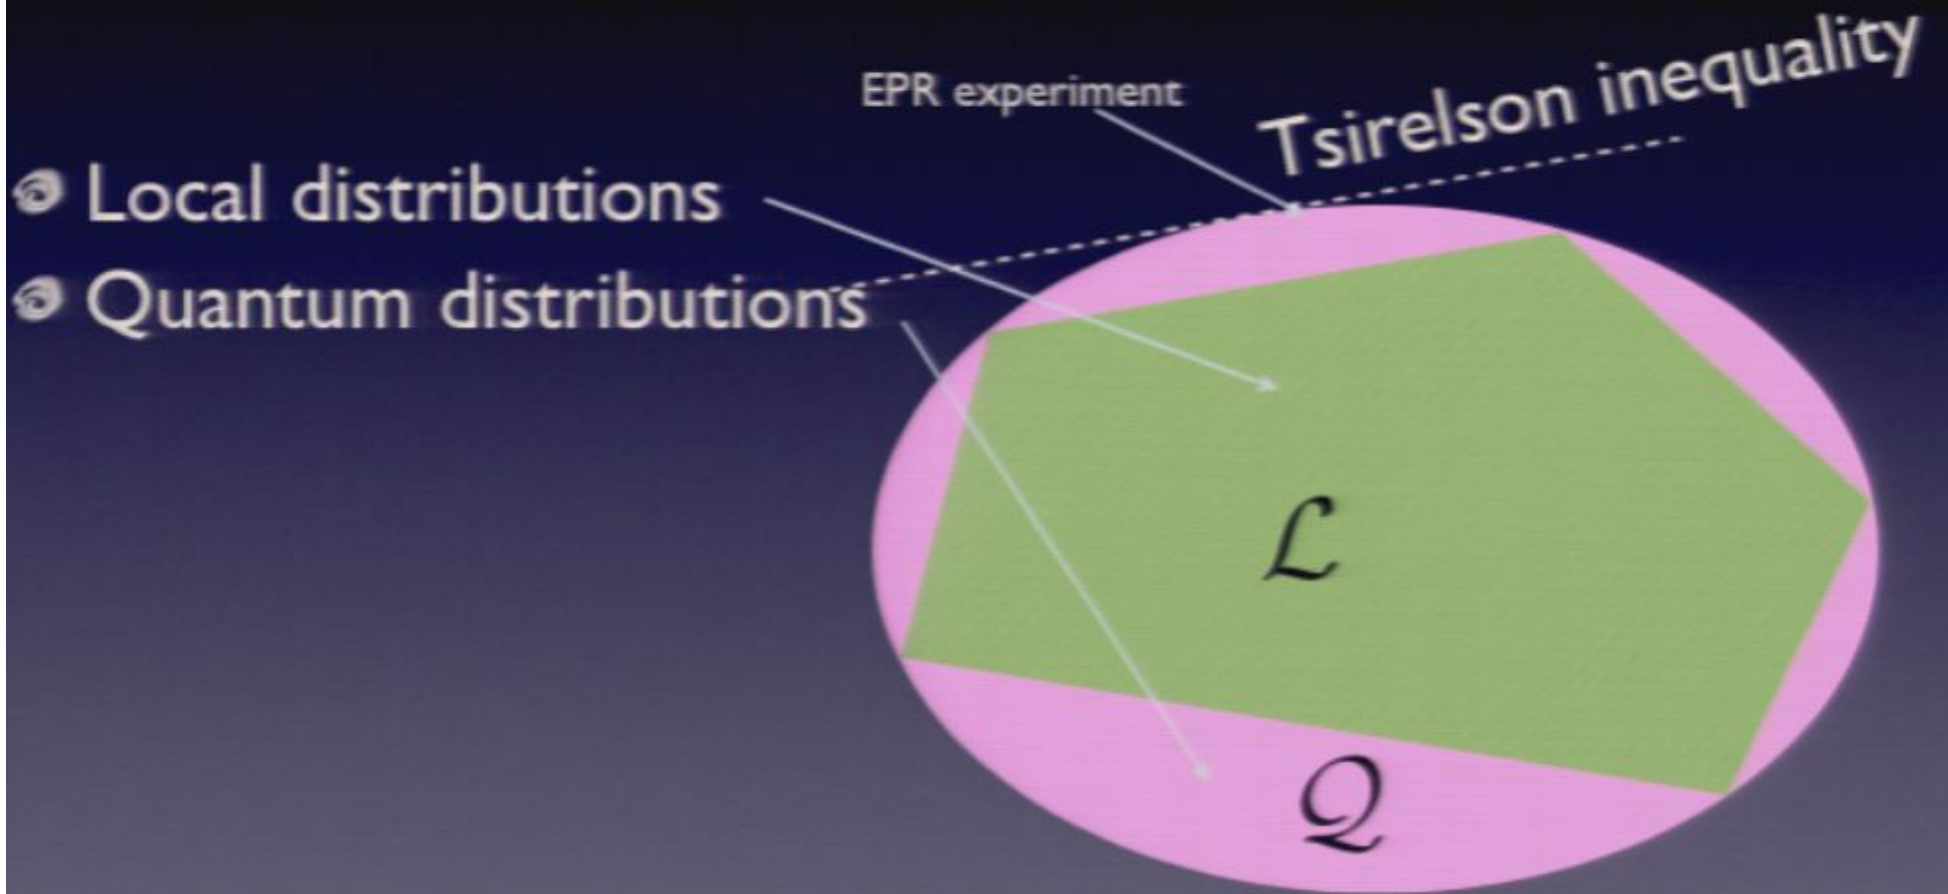 EPR experiment
Tsirelson inequality
Local distributions
Quantum distributions
ℒ
𝒬